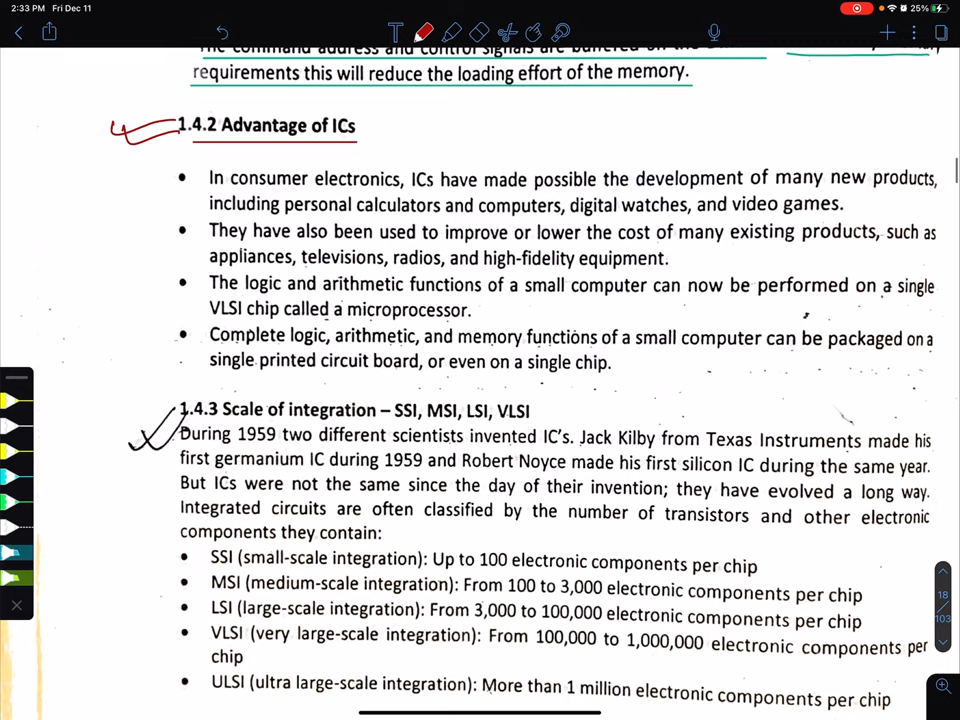 2:33 PM Fri Dec 11
25%
The command address and control signals are buffered on the
requirements this will reduce the loading effort of the memory.
1.4.2 Advantage of ICs
• In consumer electronics, ICs have made possible the development of many new products,
including personal calculators and computers, digital watches, and video games.
• They have also been used to improve or lower the cost of many existing products, such as
appliances, televisions, radios, and high-fidelity equipment.
• The logic and arithmetic functions of a small computer can now be performed on a single
VLSI chip called a microprocessor.
• Complete logic, arithmetic, and memory functions of a small computer can be packaged on a
single printed circuit board, or even on a single chip.
1.4.3 Scale of integration – SSI, MSI, LSI, VLSI
During 1959 two different scientists invented IC's. Jack Kilby from Texas Instruments made his
first germanium IC during 1959 and Robert Noyce made his first silicon IC during the same year.
But ICs were not the same since the day of their invention; they have evolved a long way.
Integrated circuits are often classified by the number of transistors and other electronic
components they contain:
• SSI (small-scale integration): Up to 100 electronic components per chip
• MSI (medium-scale integration): From 100 to 3,000 electronic components per chip
• LSI (large-scale integration): From 3,000 to 100,000 electronic components per chip
• VLSI (very large-scale integration): From 100,000 to 1,000,000 electronic components per
chip
• ULSI (ultra large-scale integration): More than 1 million electronic components per chip
18
103